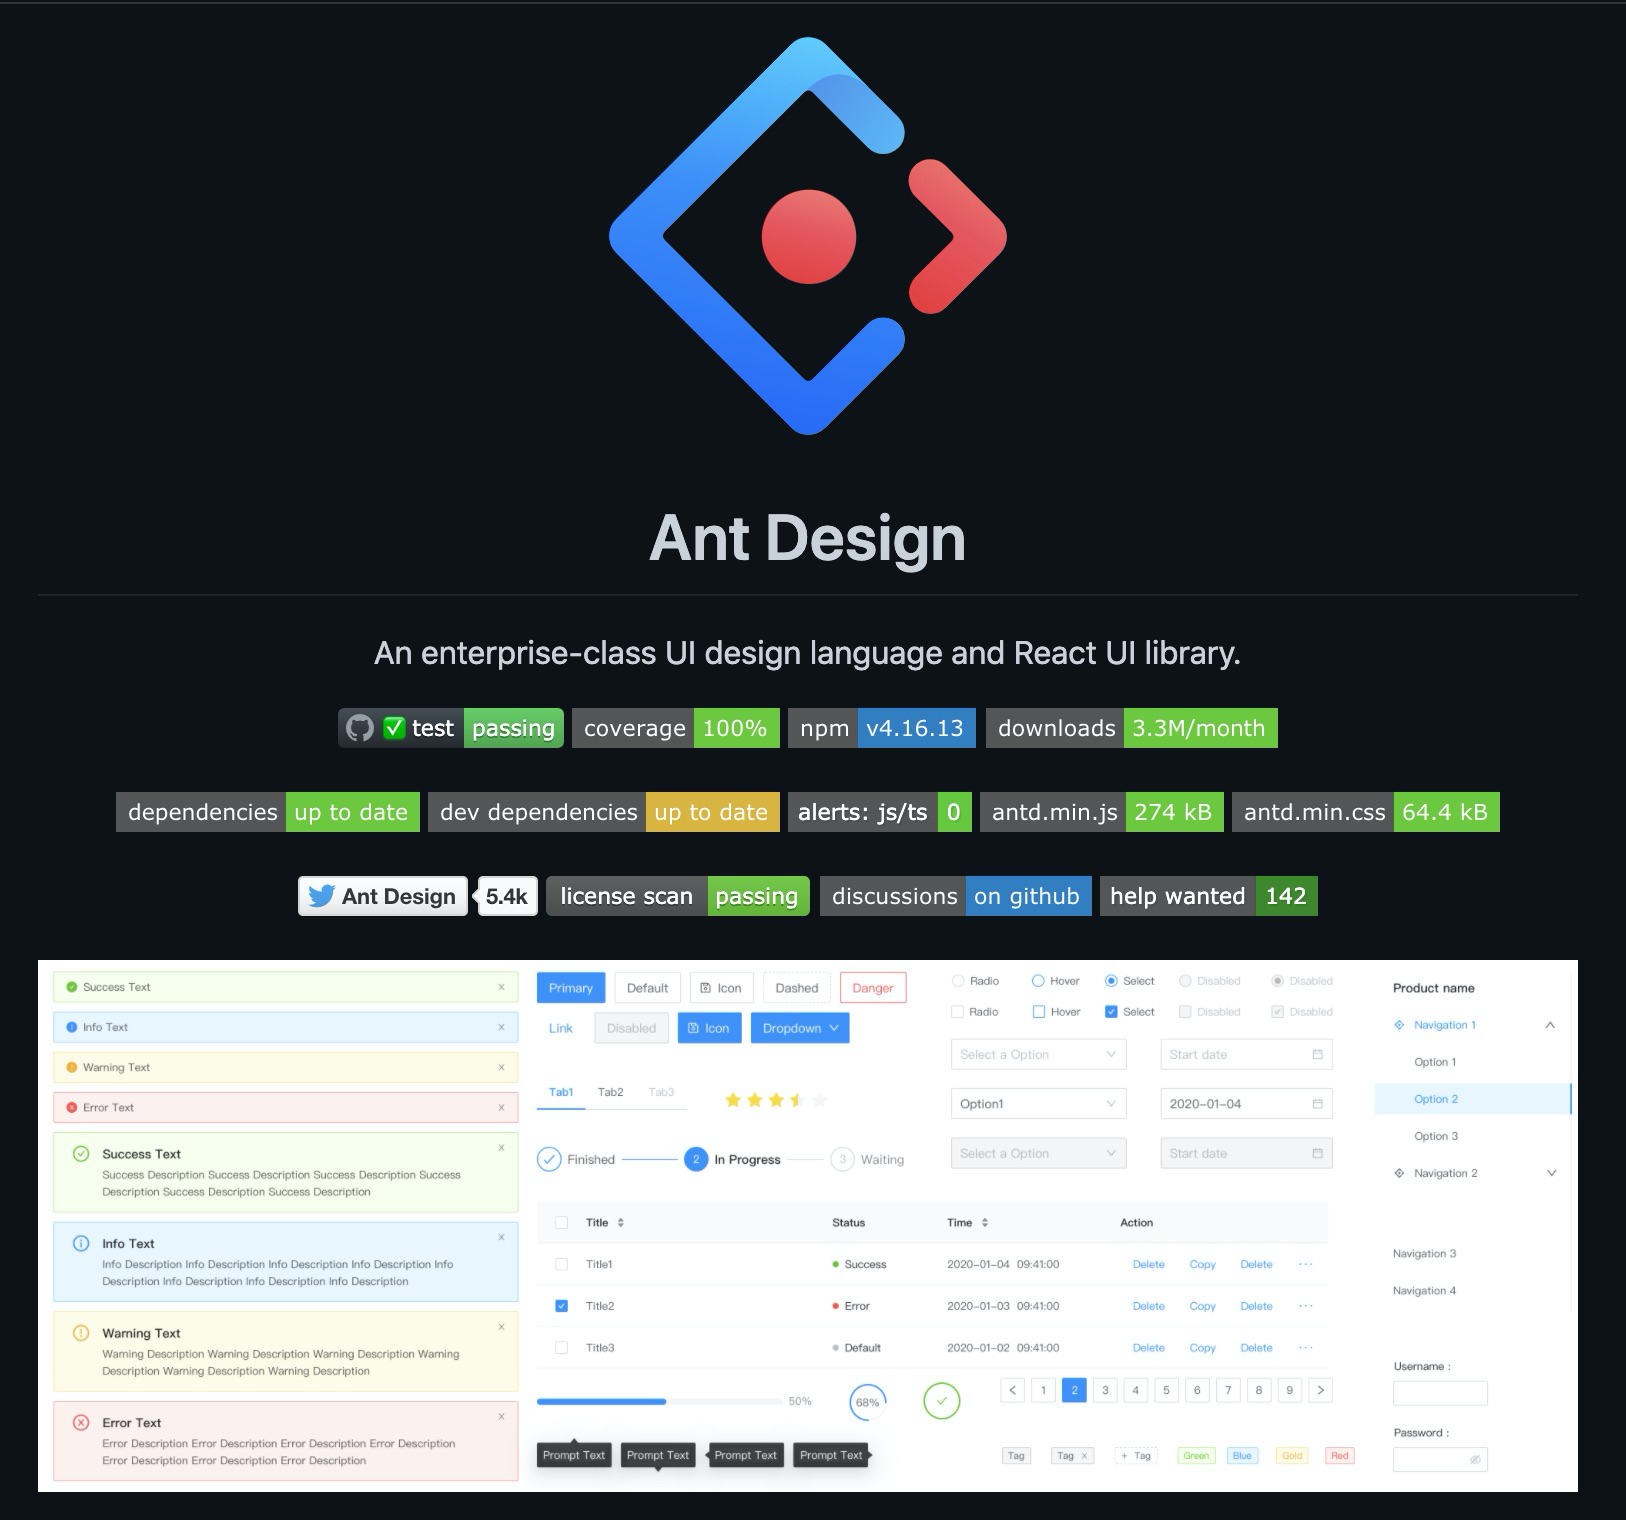 Ant Design
An enterprise-class UI design language and React UI library.
test passing coverage 100% npm v4.16.13 downloads 3.3M/month
dependencies up to date dev dependencies up to date alerts: js/ts 0 antd.min.js 274 kB antd.min.css 64.4 kB
Ant Design 5.4k license scan passing discussions on github help wanted 142
Success Text x
Info Text x
Warning Text x
Error Text x
Success Text x
Success Description Success Description Success Description Success
Description Success Description Success Description
Info Text x
Info Description Info Description Info Description Info Description Info
Description Info Description Info Description Info Description
Warning Text x
Warning Description Warning Description Warning Description Warning
Description Warning Description Warning Description
Error Text x
Error Description Error Description Error Description Error Description
Error Description Error Description Error Description
Primary Default Icon Dashed Danger
Link Disabled Icon Dropdown
Tab1 Tab2 Tab3
Finished 2 In Progress 3 Waiting
Radio Hover Select Disabled Disabled
Radio Hover Select Disabled Disabled
Select a Option Start date
Option1 2020-01-04
Select a Option Start date
Title Status Time Action
Title1 Success 2020-01-04 09:41:00 Delete Copy Delete ···
Title2 Error 2020-01-03 09:41:00 Delete Copy Delete ···
Title3 Default 2020-01-02 09:41:00 Delete Copy Delete ···
50% 68% < 1 2 3 4 5 6 7 8 9 >
Prompt Text Prompt Text Prompt Text Prompt Text
Tag Tag x + Tag Green Blue Gold Red
Product name
Navigation 1
Option 1
Option 2
Option 3
Navigation 2
Navigation 3
Navigation 4
Username :
Password :